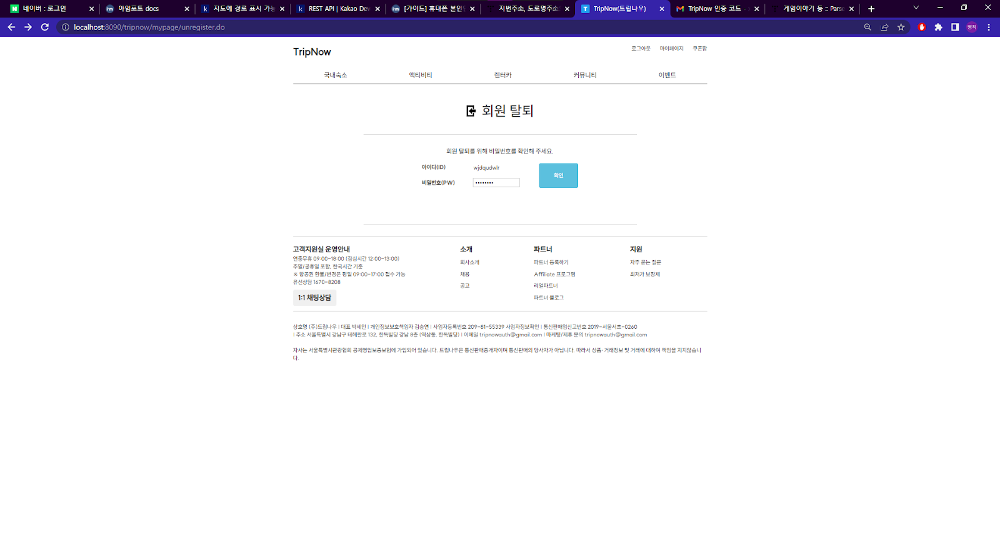 네이버 : 로그인
아임포트 docs
지도에 경로 표시 가능
REST API | Kakao Dev
[가이드] 휴대폰 본인
지번주소, 도로명주소
TripNow(트립나우)
TripNow 인증 코드 -
게임이야기 등 :: Parse
localhost:8090/tripnow/mypage/unregister.do
병직
TripNow
로그아웃 마이페이지 쿠폰함
국내숙소 액티비티 렌터카 커뮤니티 이벤트
회원 탈퇴
회원 탈퇴를 위해 비밀번호를 확인해 주세요.
아이디(ID) wjdqudwlr
확인
비밀번호(PW) ••••••••
고객지원실 운영안내
연중무휴 09:00-18:00 (점심시간 12:00-13:00)
주말/공휴일 포함, 한국시간 기준
※ 항공권 환불/변경은 평일 09:00-17:00 접수 가능
유선상담 1670-8208
1:1 채팅상담
소개
회사소개
채용
공고
파트너
파트너 등록하기
Affiliate 프로그램
리얼파트너
파트너 블로그
지원
자주 묻는 질문
최저가 보장제
상호명 (주)트립나우 | 대표 박세인 | 개인정보보호책임자 김승연 | 사업자등록번호 209-81-55339 사업자정보확인 | 통신판매업신고번호 2019-서울서초-0260
| 주소 서울특별시 강남구 테헤란로 132, 한독빌딩 강남 8층 (역삼동, 한독빌딩) | 이메일 tripnowauth@gmail.com | 마케팅/제휴 문의 tripnowauth@gmail.com
자사는 서울특별시관광협회 공제영업보증보험에 가입되어 있습니다. 트립나우은 통신판매중개자이며 통신판매의 당사자가 아닙니다. 따라서 상품·거래정보 및 거래에 대하여 책임을 지지않습니
다.